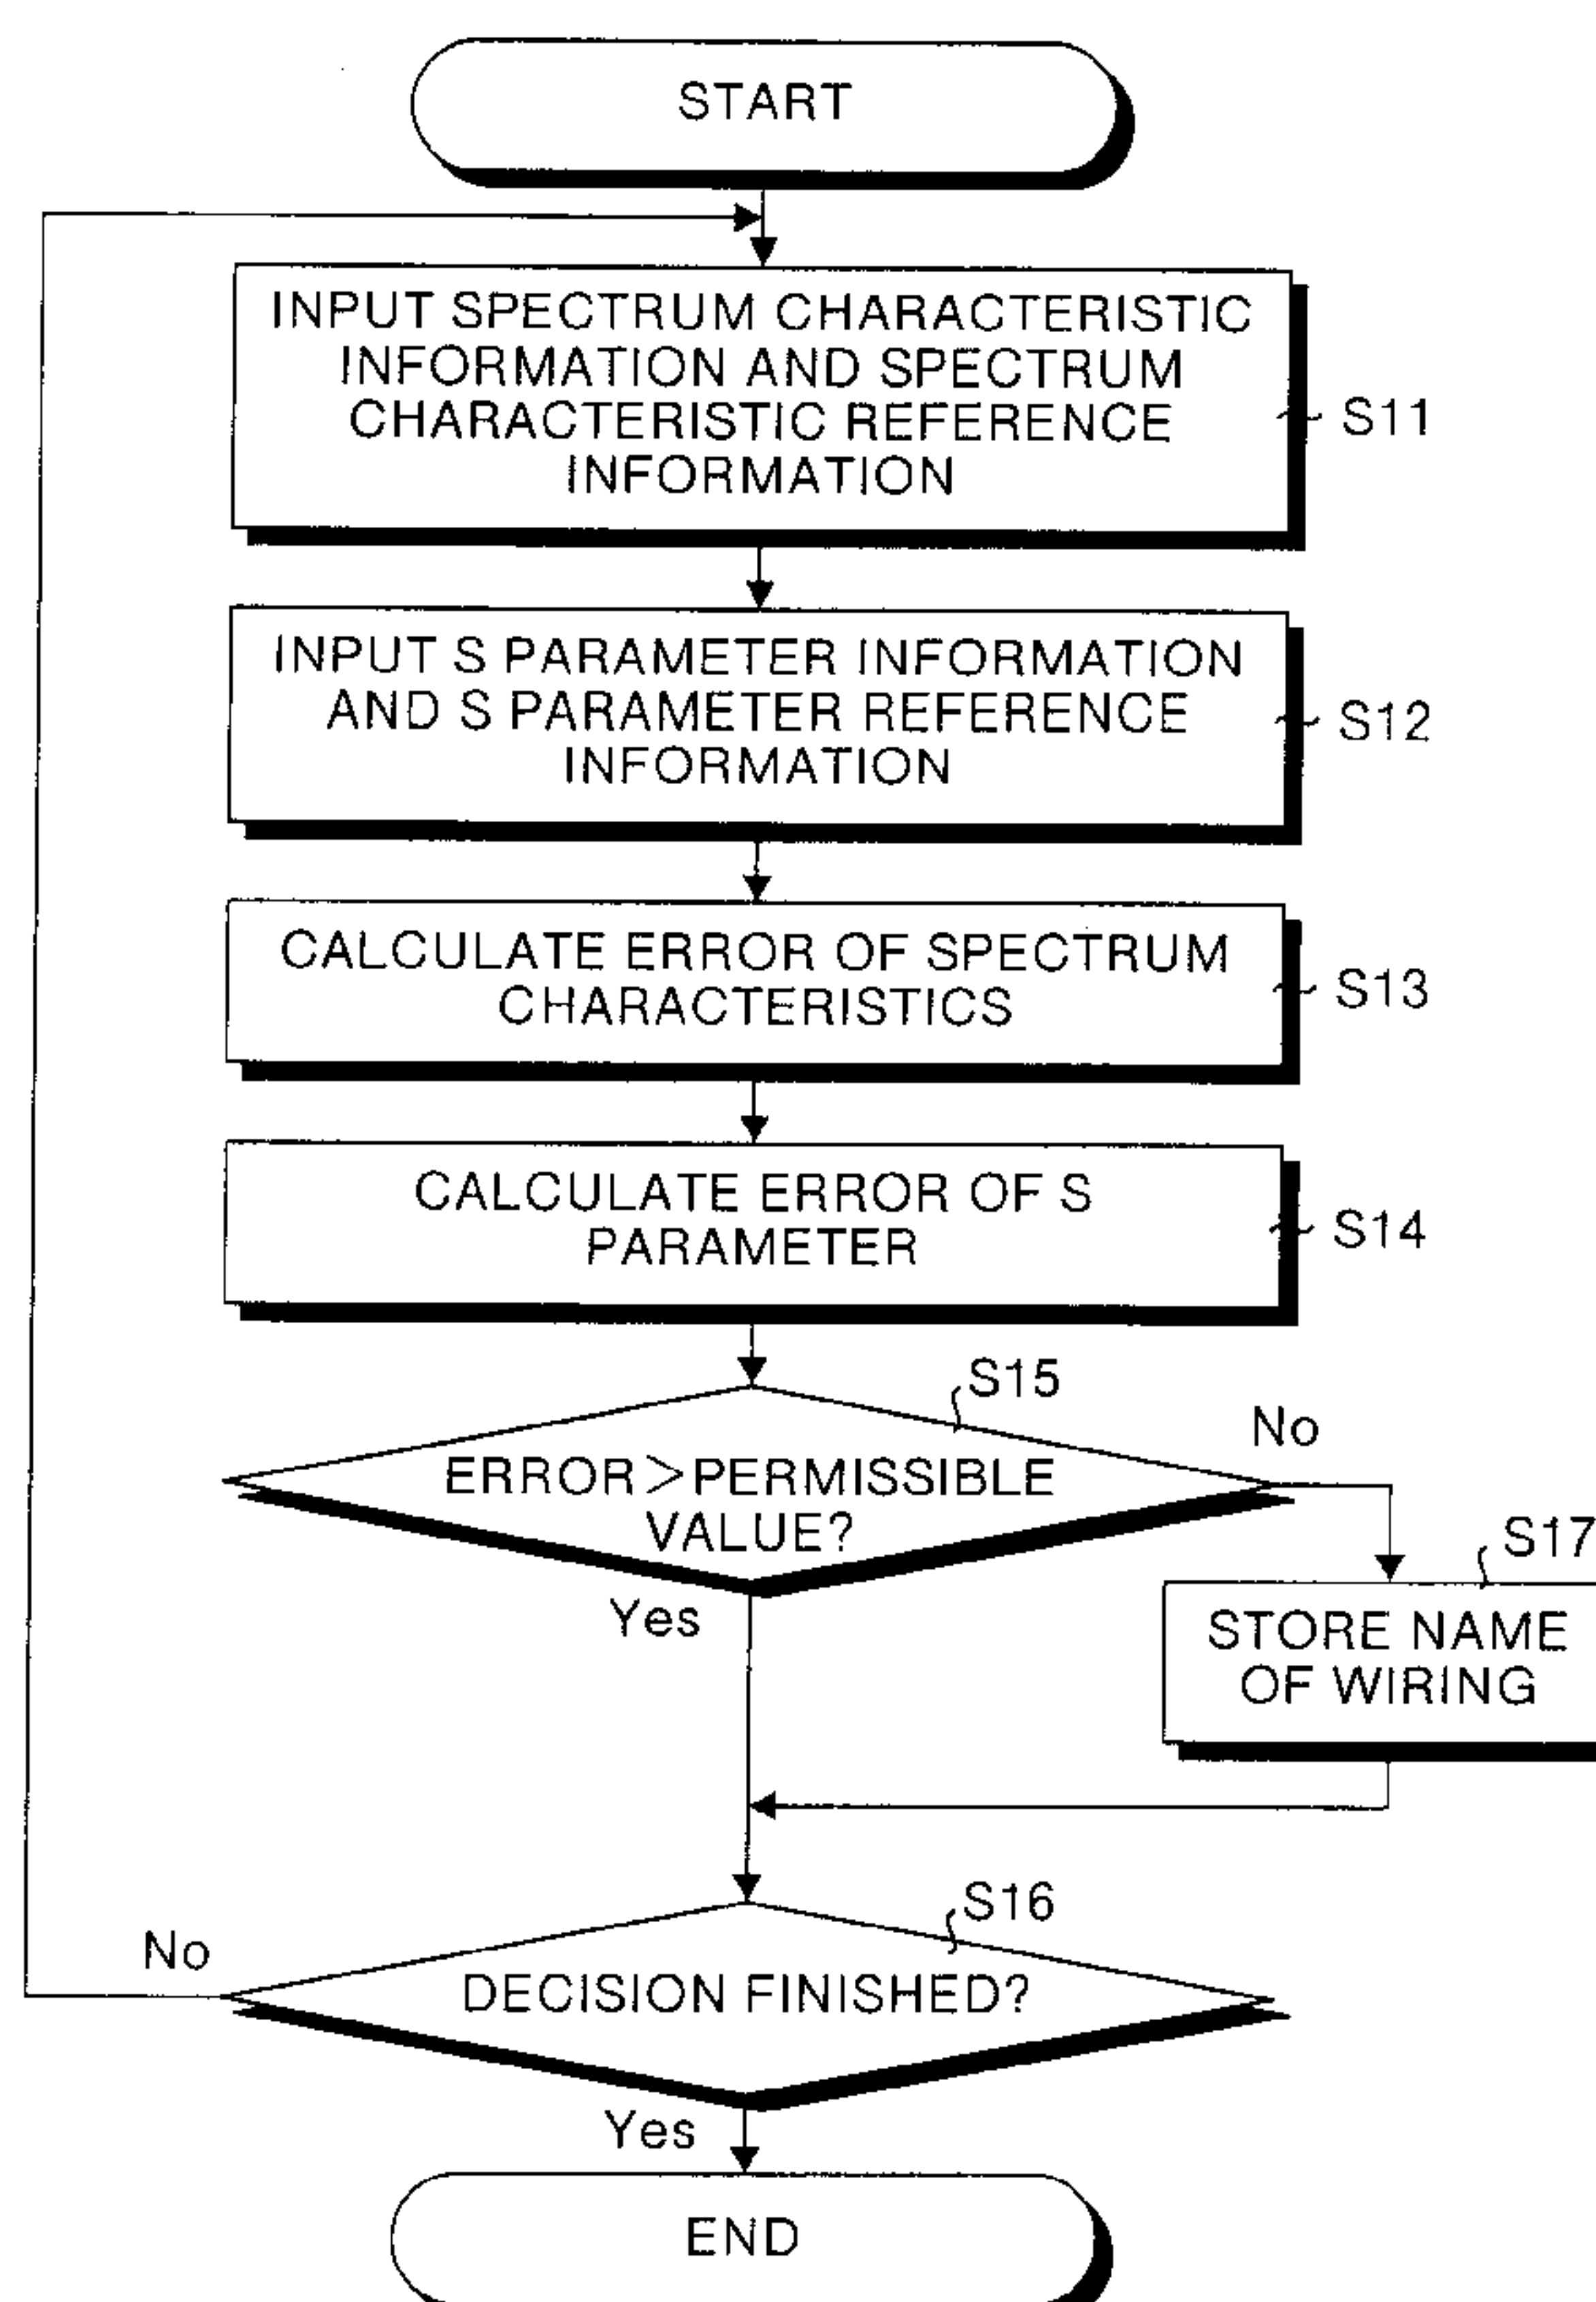 START
INPUT SPECTRUM CHARACTERISTIC
INFORMATION AND SPECTRUM
CHARACTERISTIC REFERENCE
INFORMATION
S11
INPUT S PARAMETER INFORMATION
AND S PARAMETER REFERENCE
INFORMATION
S12
CALCULATE ERROR OF SPECTRUM
CHARACTERISTICS
S13
CALCULATE ERROR OF S
PARAMETER
S14
S15
ERROR>PERMISSIBLE
VALUE?
No
Yes
S17
STORE NAME
OF WIRING
S16
DECISION FINISHED?
No
Yes
END